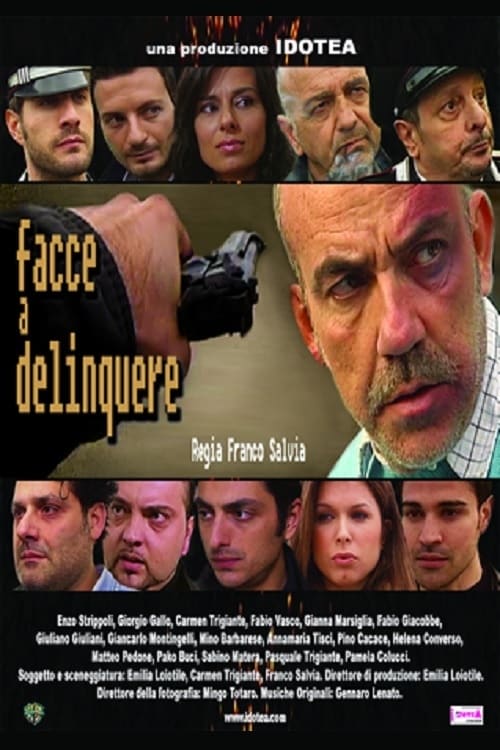 una produzione IDOTEA
facce
a
delinquere
Regia Franco Salvia
Enzo Strippoli, Giorgio Gallo, Carmen Trigiante, Fabio Vasco, Gianna Marsiglia, Fabio Giacobbe,
Giuliano Giuliani, Giancarlo Montingelli, Mino Barbarese, Annamaria Tisci, Pino Cacace, Helena Converso,
Matteo Pedone, Pako Buci, Sabino Matera, Pasquale Trigiante, Pamela Colucci.
Soggetto e sceneggiatura: Emilia Loiotile, Carmen Trigiante, Franco Salvia. Direttore di produzione: Emilia Loiotile.
Direttore della fotografia: Mingo Totaro. Musiche Originali: Gennaro Lenato.
www.idotea.com